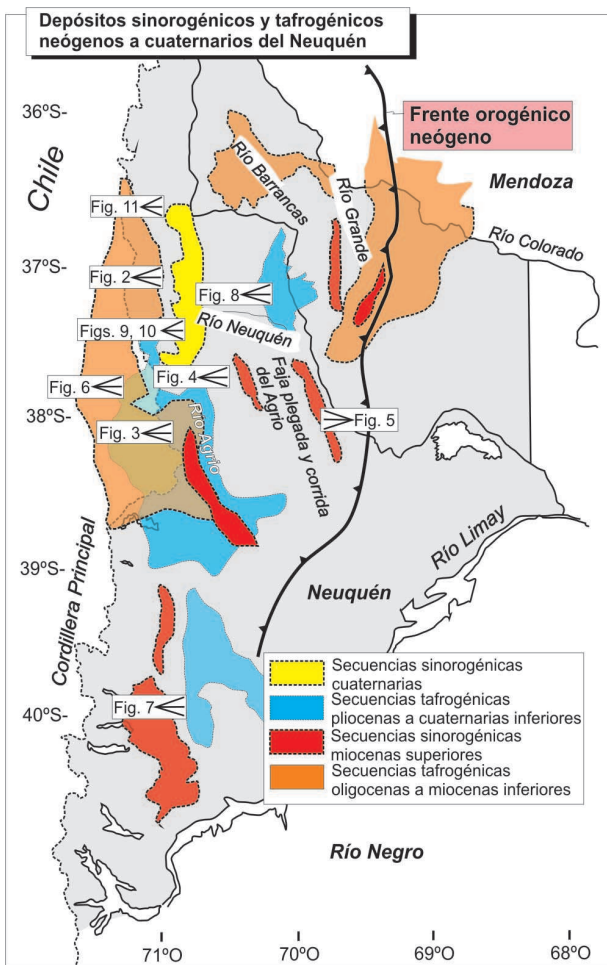 Depósitos sinorogénicos y tafrogénicos
neógenos a cuaternarios del Neuquén
36ºS-
Frente orogénico
neógeno
Chile
Río Barrancas
Río Grande
Mendoza
Fig. 11
Río Colorado
37ºS-
Fig. 2
Fig. 8
Figs. 9, 10
Río Neuquén
Fig. 4
Fig. 6
Faja plegada y corrida
del Agrio
38ºS-
Fig. 5
Fig. 3
Río Agrio
39ºS-
Río Limay
Cordillera Principal
Neuquén
Secuencias sinorogénicas
cuaternarias
Secuencias tafrogénicas
pliocenas a cuaternarias inferiores
Secuencias sinorogénicas
miocenas superiores
Secuencias tafrogénicas
oligocenas a miocenas inferiores
40ºS-
Fig. 7
Río Negro
71ºO
70ºO
69ºO
68ºO